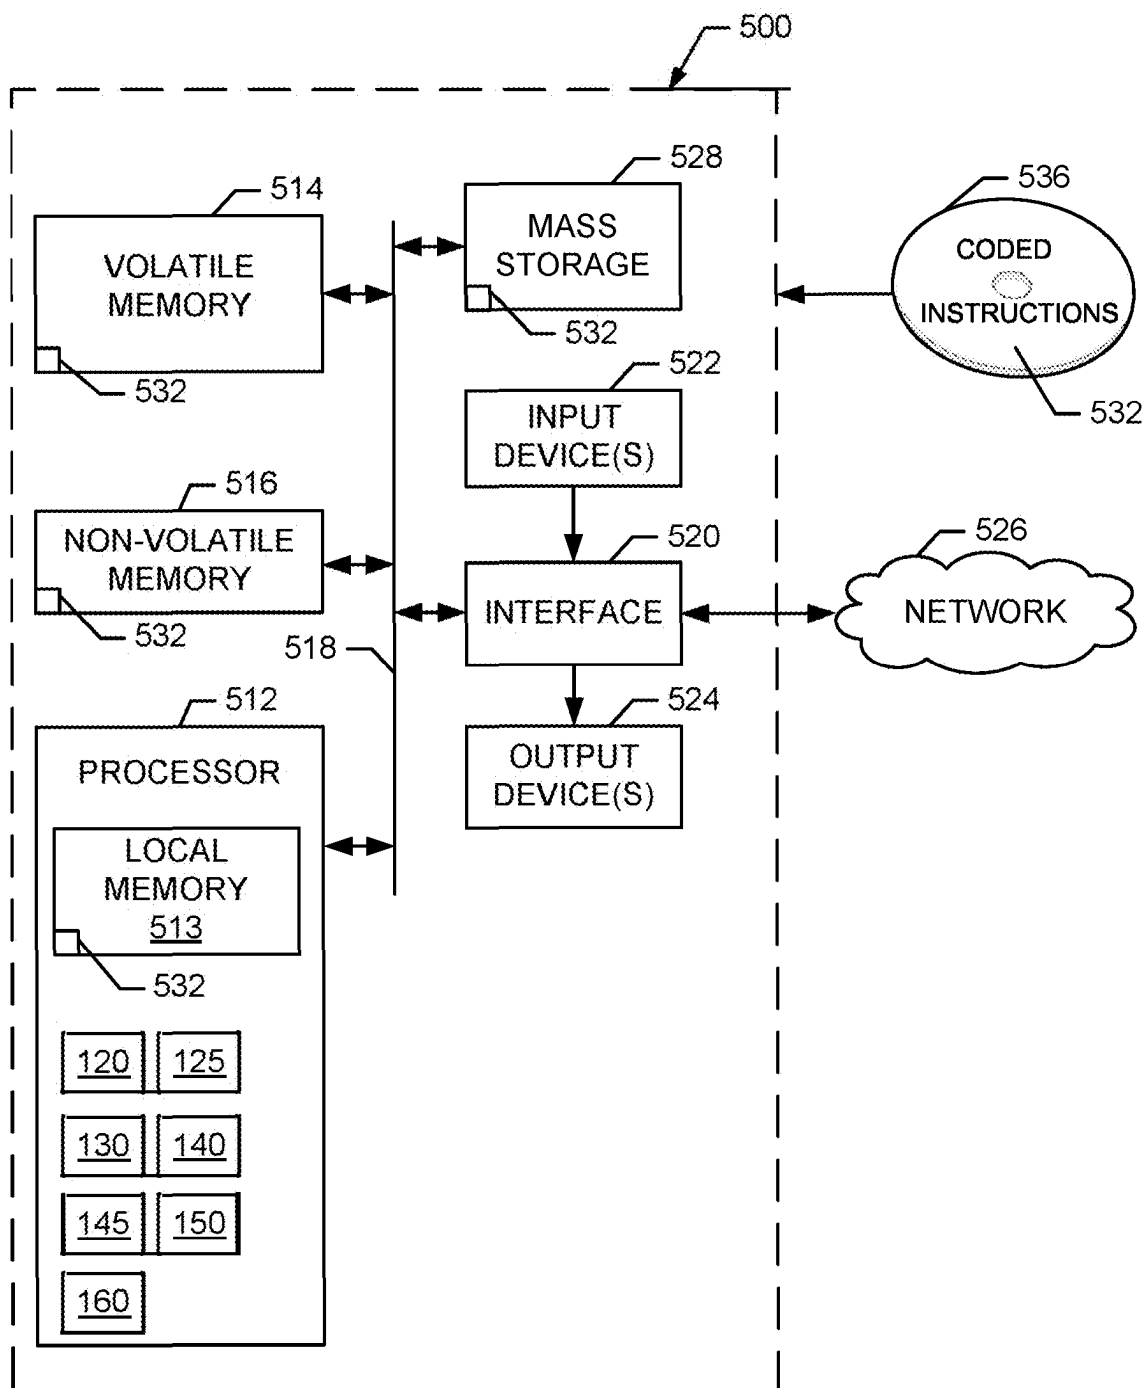 500
514
VOLATILE
MEMORY
532
528
MASS
STORAGE
532
536
CODED
INSTRUCTIONS
532
522
INPUT
DEVICE(S)
516
NON-VOLATILE
MEMORY
532
518
520
INTERFACE
526
NETWORK
524
OUTPUT
DEVICE(S)
512
PROCESSOR
LOCAL
MEMORY
513
532
120 125
130 140
145 150
160